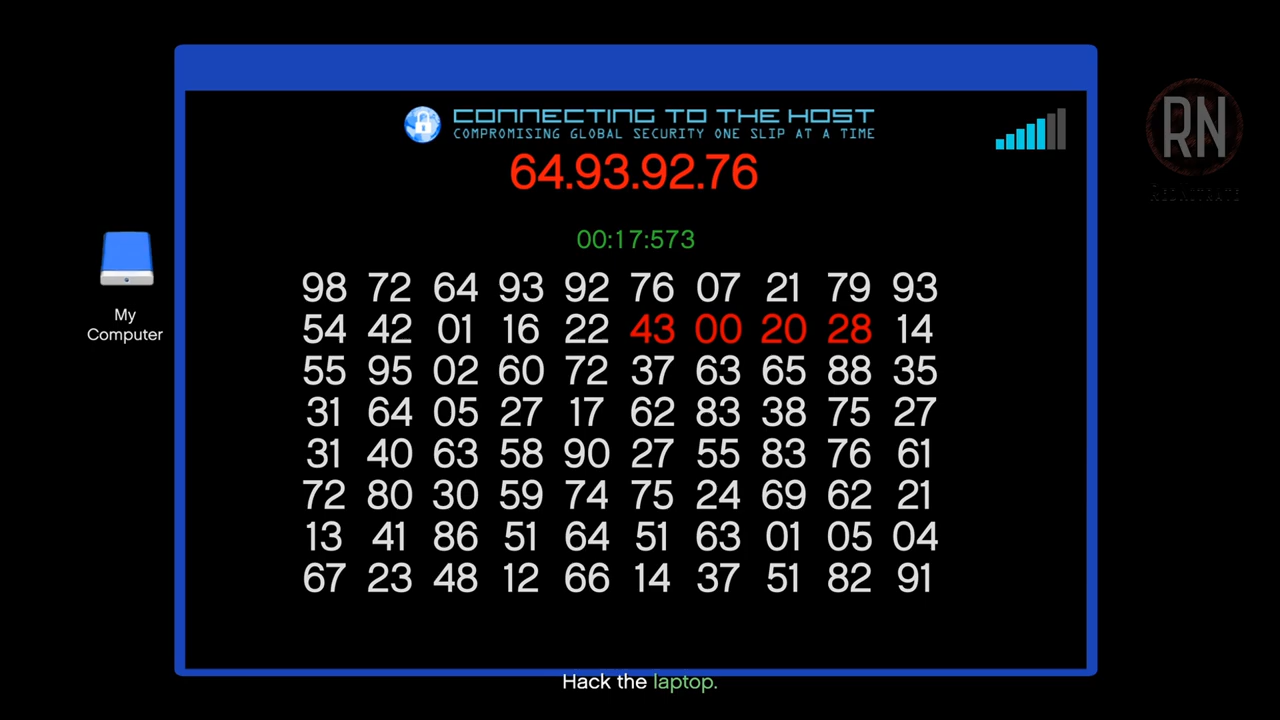 CONNECTING TO THE HOST
COMPROMISING GLOBAL SECURITY ONE SLIP AT A TIME
64.93.92.76
RN
00:17:573
98 72 64 93 92 76 07 21 79 93
54 42 01 16 22 43 00 20 28 14
55 95 02 60 72 37 63 65 88 35
31 64 05 27 17 62 83 38 75 27
31 40 63 58 90 27 55 83 76 61
72 80 30 59 74 75 24 69 62 21
13 41 86 51 64 51 63 01 05 04
67 23 48 12 66 14 37 51 82 91
My
Computer
Hack the laptop.